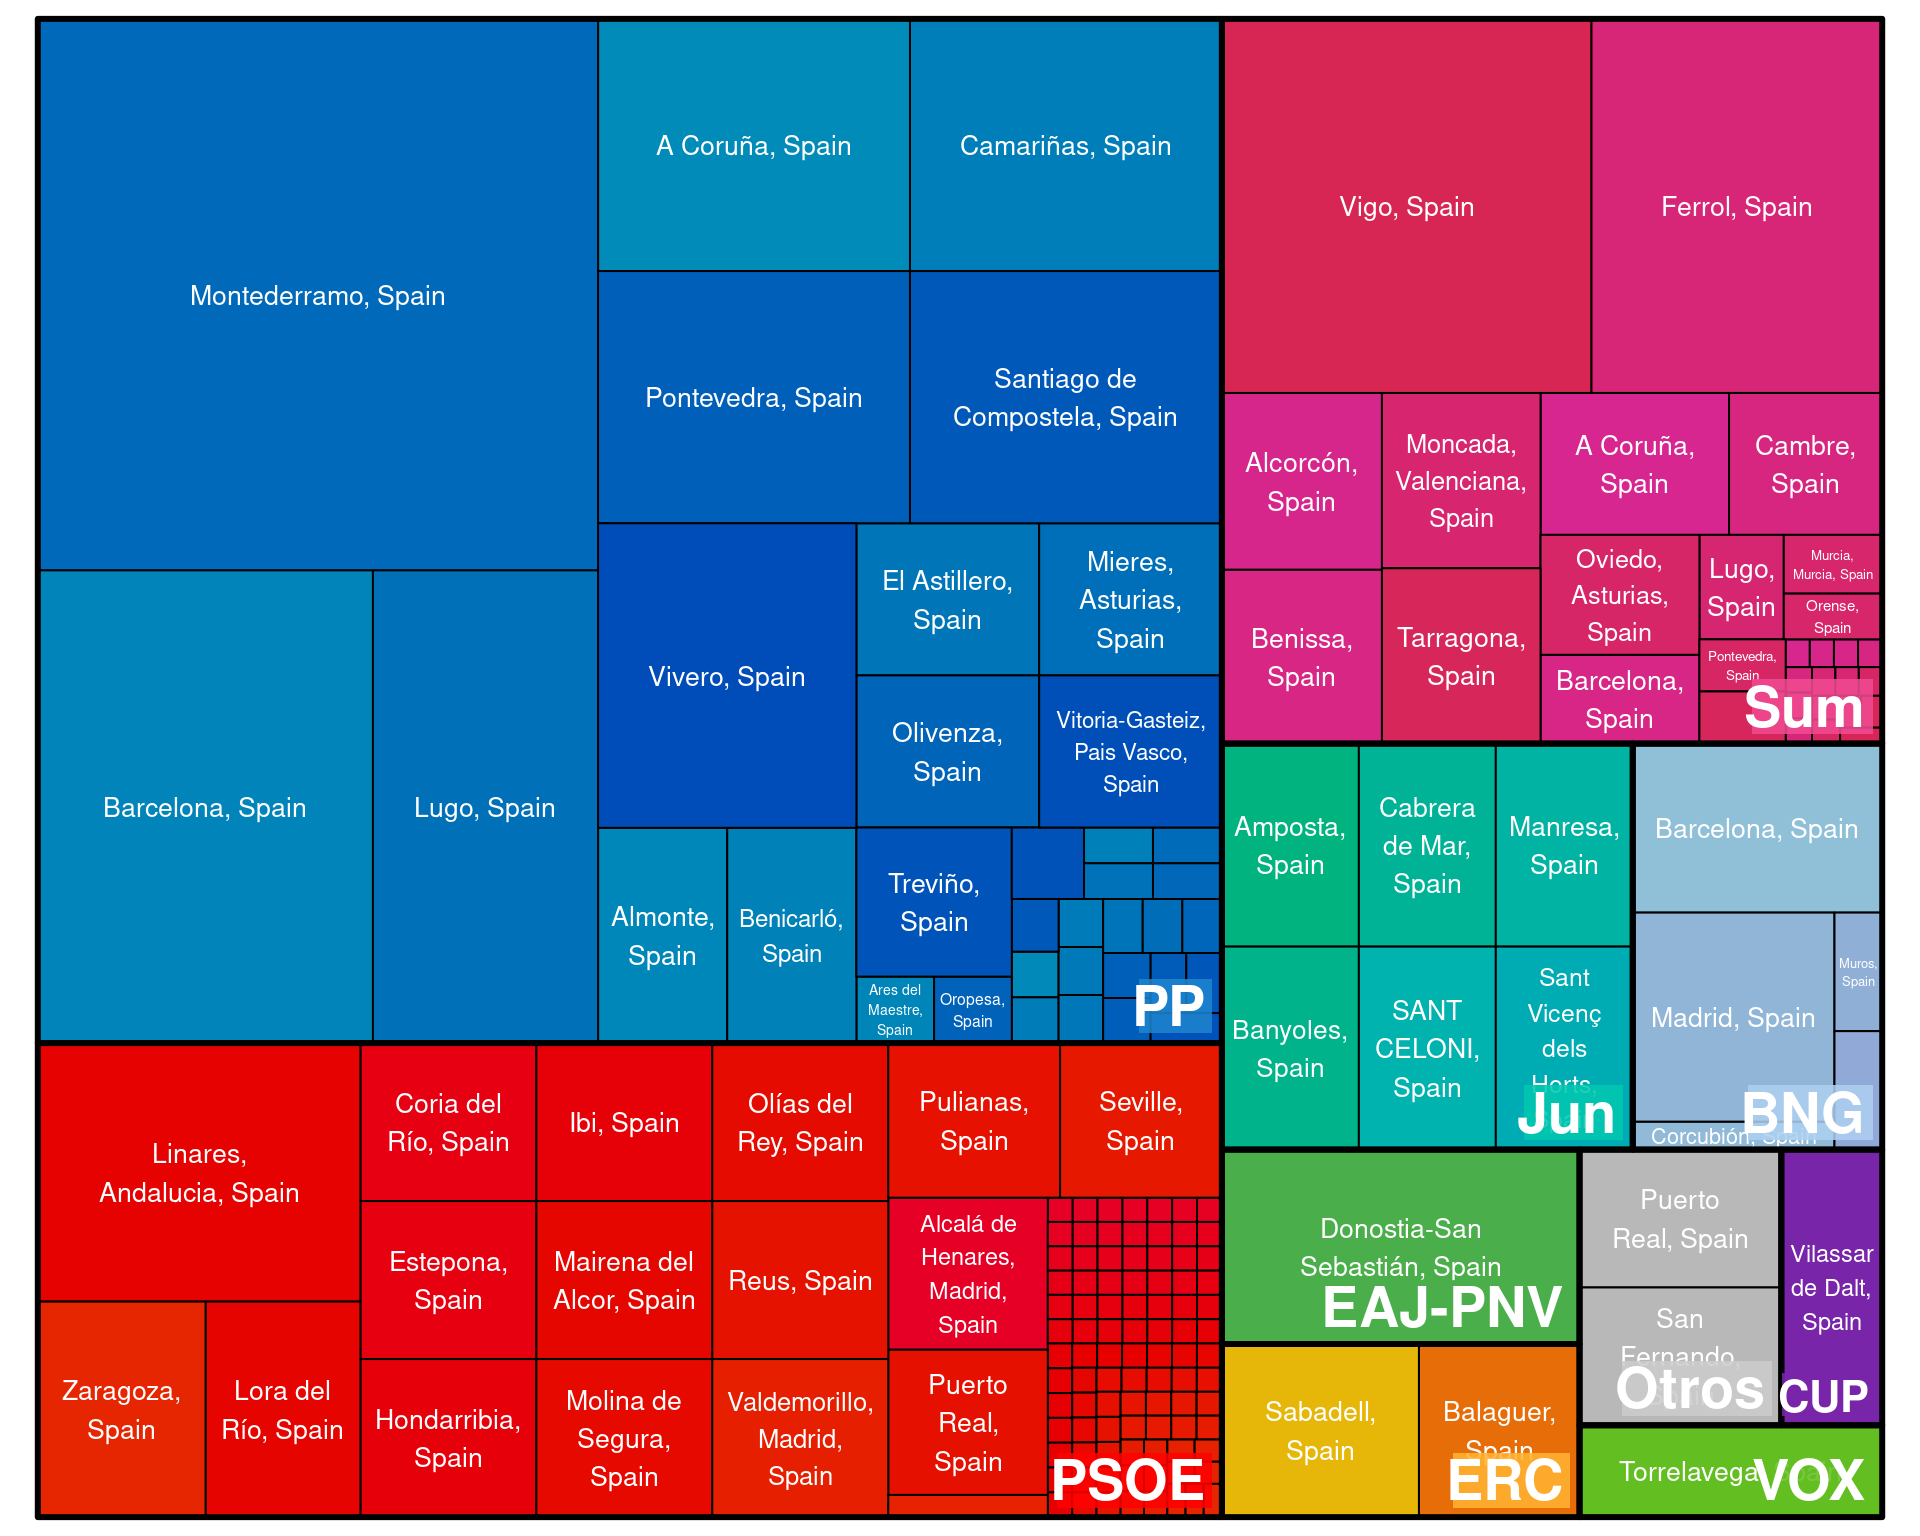 Montederramo, Spain
A Coruña, Spain
Camariñas, Spain
Pontevedra, Spain
Santiago de
Compostela, Spain
Barcelona, Spain
Lugo, Spain
Vivero, Spain
El Astillero,
Spain
Mieres,
Asturias,
Spain
Olivenza,
Spain
Vitoria-Gasteiz,
Pais Vasco,
Spain
Almonte,
Spain
Benicarló,
Spain
Treviño,
Spain
Ares del
Maestre,
Spain
Oropesa,
Spain
PP
Vigo, Spain
Ferrol, Spain
Alcorcón,
Spain
Moncada,
Valenciana,
Spain
A Coruña,
Spain
Cambre,
Spain
Benissa,
Spain
Tarragona,
Spain
Oviedo,
Asturias,
Spain
Barcelona,
Spain
Lugo,
Spain
Murcia,
Murcia, Spain
Orense,
Spain
Pontevedra,
Spain
Sum
Linares,
Andalucia, Spain
Zaragoza,
Spain
Lora del
Río, Spain
Coria del
Río, Spain
Ibi, Spain
Olías del
Rey, Spain
Estepona,
Spain
Mairena del
Alcor, Spain
Reus, Spain
Hondarribia,
Spain
Molina de
Segura,
Spain
Valdemorillo,
Madrid,
Spain
Pulianas,
Spain
Seville,
Spain
Alcalá de
Henares,
Madrid,
Spain
Puerto
Real,
Spain
PSOE
Amposta,
Spain
Cabrera
de Mar,
Spain
Manresa,
Spain
Banyoles,
Spain
SANT
CELONI,
Spain
Sant
Vicenç
dels
Horts,
Jun
Barcelona, Spain
Madrid, Spain
Muros,
Spain
Corcubión, Spain
BNG
Donostia-San
Sebastián, Spain
EAJ-PNV
Sabadell,
Spain
Balaguer,
Spain
ERC
Puerto
Real, Spain
San
Fernando,
Otros
Vilassar
de Dalt,
Spain
CUP
Torrelavega
VOX